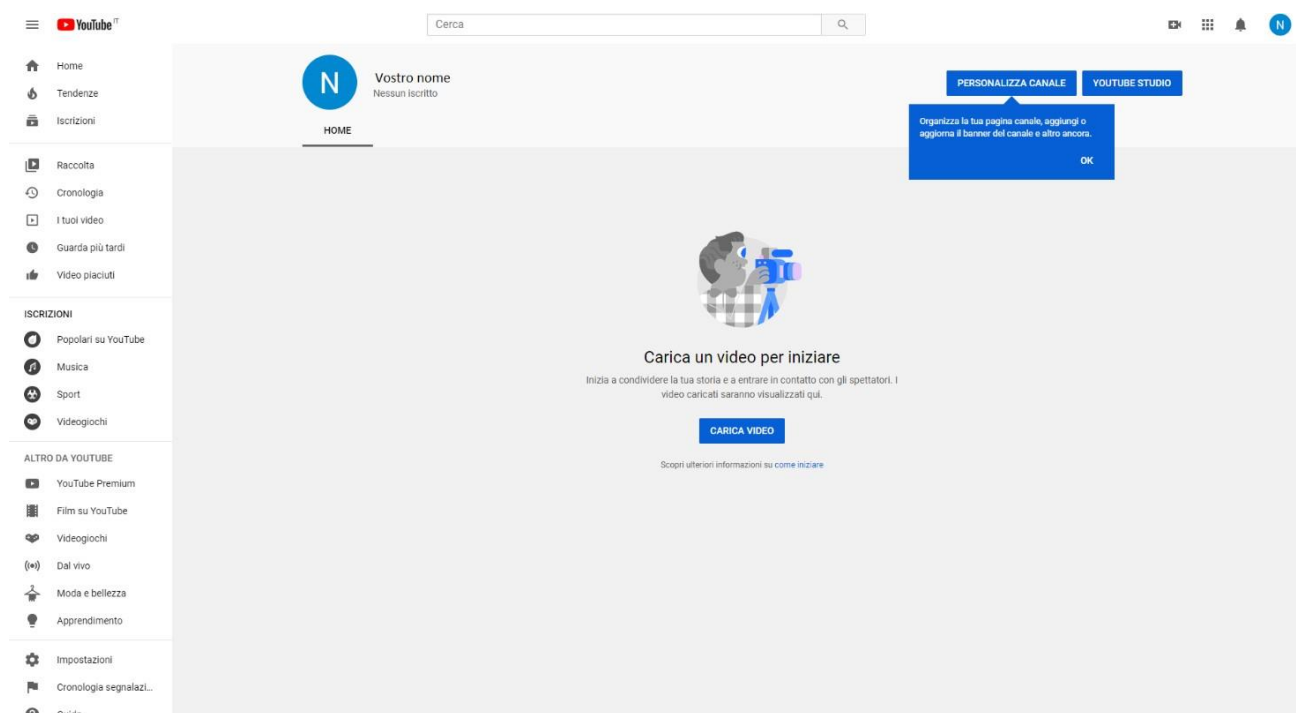 YouTube IT
Cerca
N
Home
Tendenze
Iscrizioni
Raccolta
Cronologia
I tuoi video
Guarda più tardi
Video piaciuti
ISCRIZIONI
Popolari su YouTube
Musica
Sport
Videogiochi
ALTRO DA YOUTUBE
YouTube Premium
Film su YouTube
Videogiochi
Dal vivo
Moda e bellezza
Apprendimento
Impostazioni
Cronologia segnalazi...
N
Vostro nome
Nessun iscritto
PERSONALIZZA CANALE
YOUTUBE STUDIO
HOME
Organizza la tua pagina canale, aggiungi o
aggiorna il banner del canale e altro ancora.
OK
Carica un video per iniziare
Inizia a condividere la tua storia e a entrare in contatto con gli spettatori. I
video caricati saranno visualizzati qui.
CARICA VIDEO
Scopri ulteriori informazioni su come iniziare